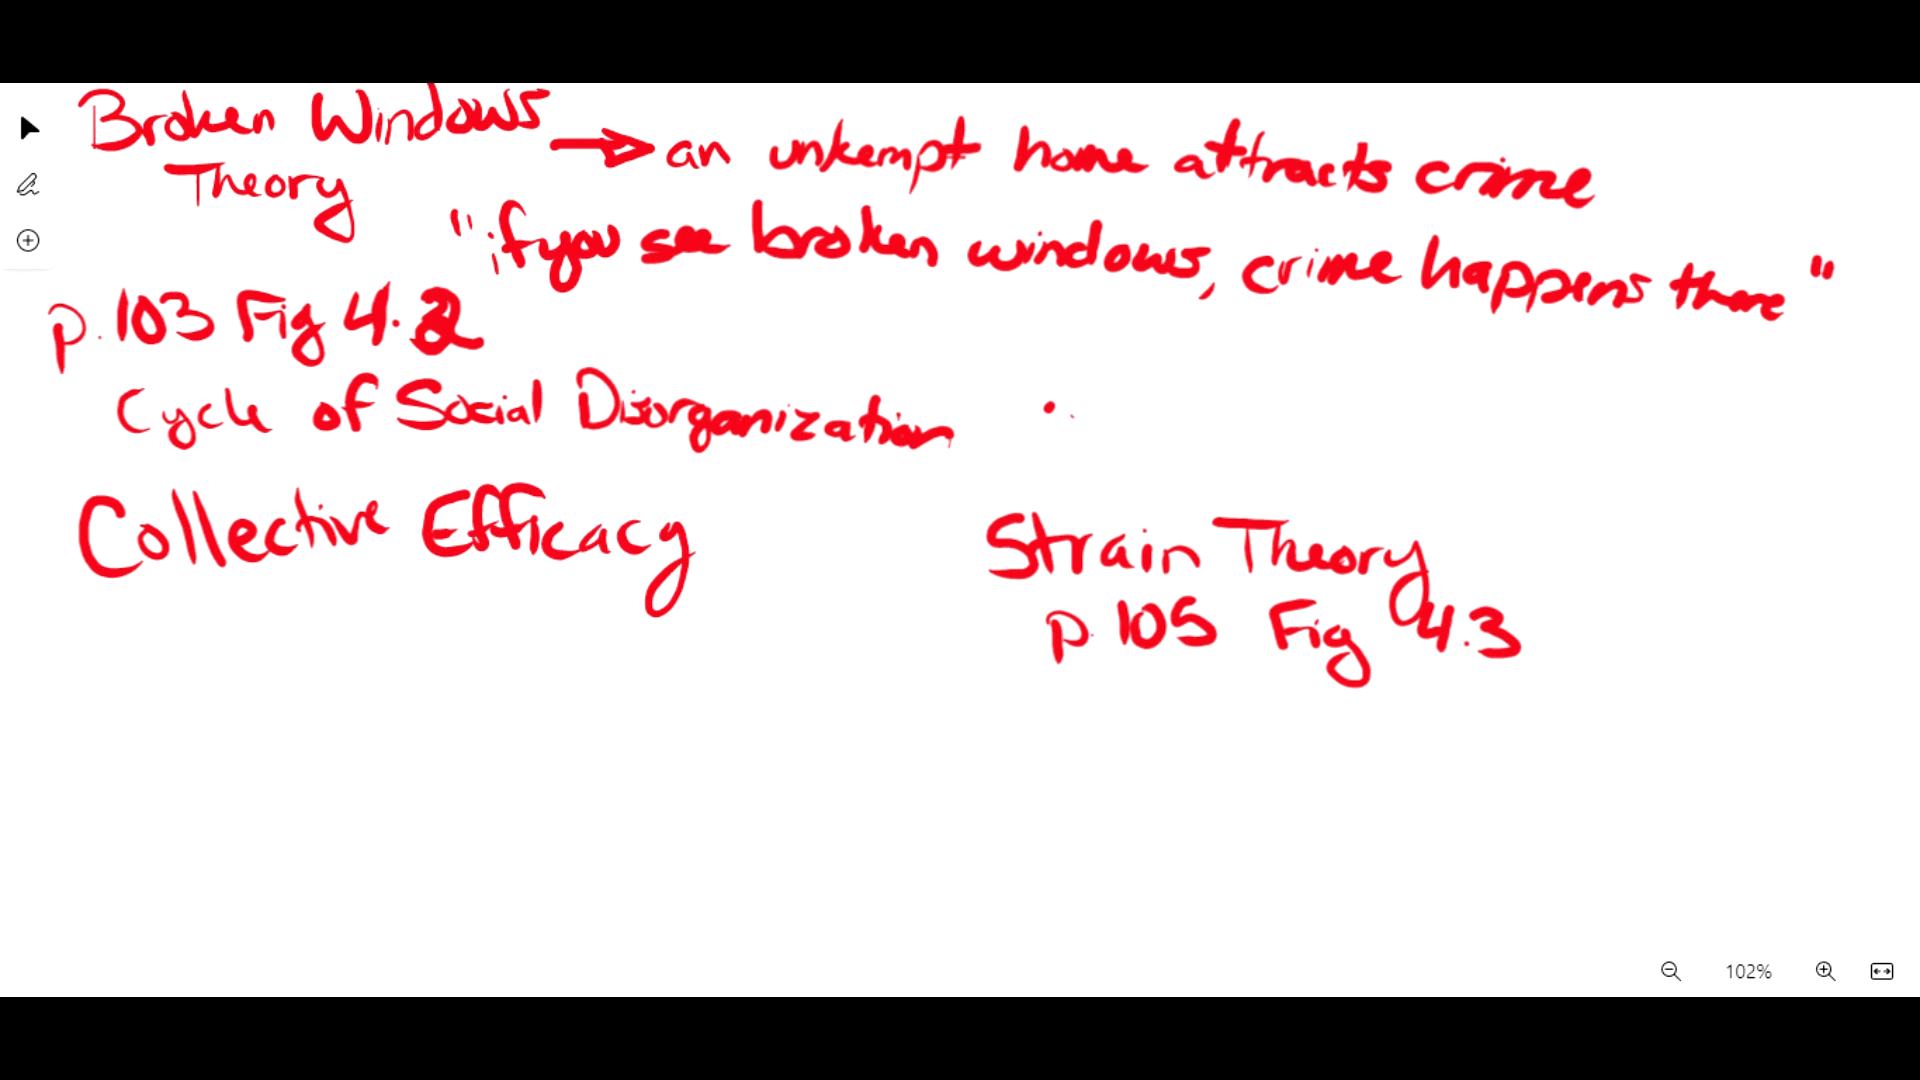 Broken Windows
Theory
→ an unkempt home attracts crime
"if you see broken windows, crime happens there"
p. 103 Fig 4.2
Cycle of Social Disorganization
Collective Efficacy
Strain Theory
p. 105 Fig 4.3
102%